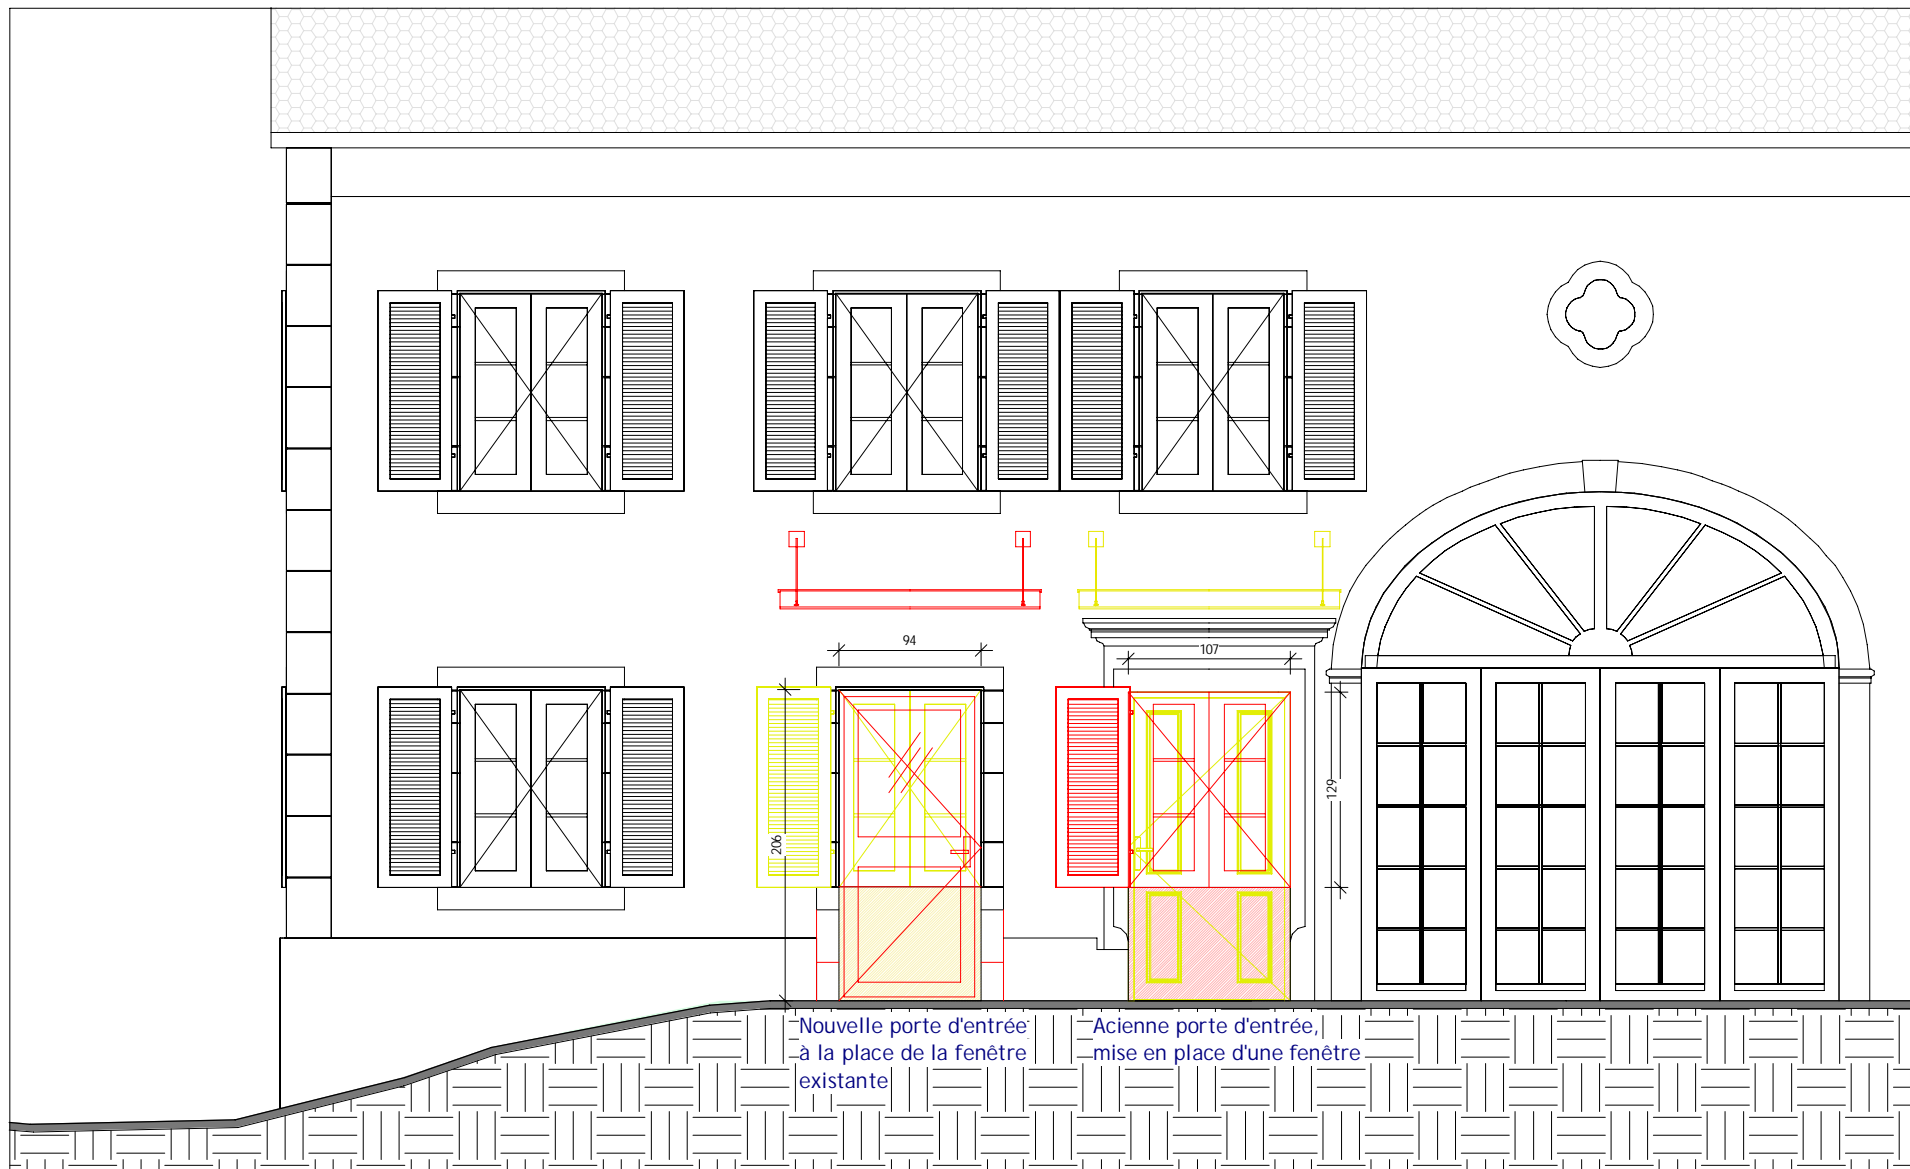 94
107
129
206
Nouvelle porte d'entrée
à la place de la fenêtre
existante
Acienne porte d'entrée,
mise en place d'une fenêtre